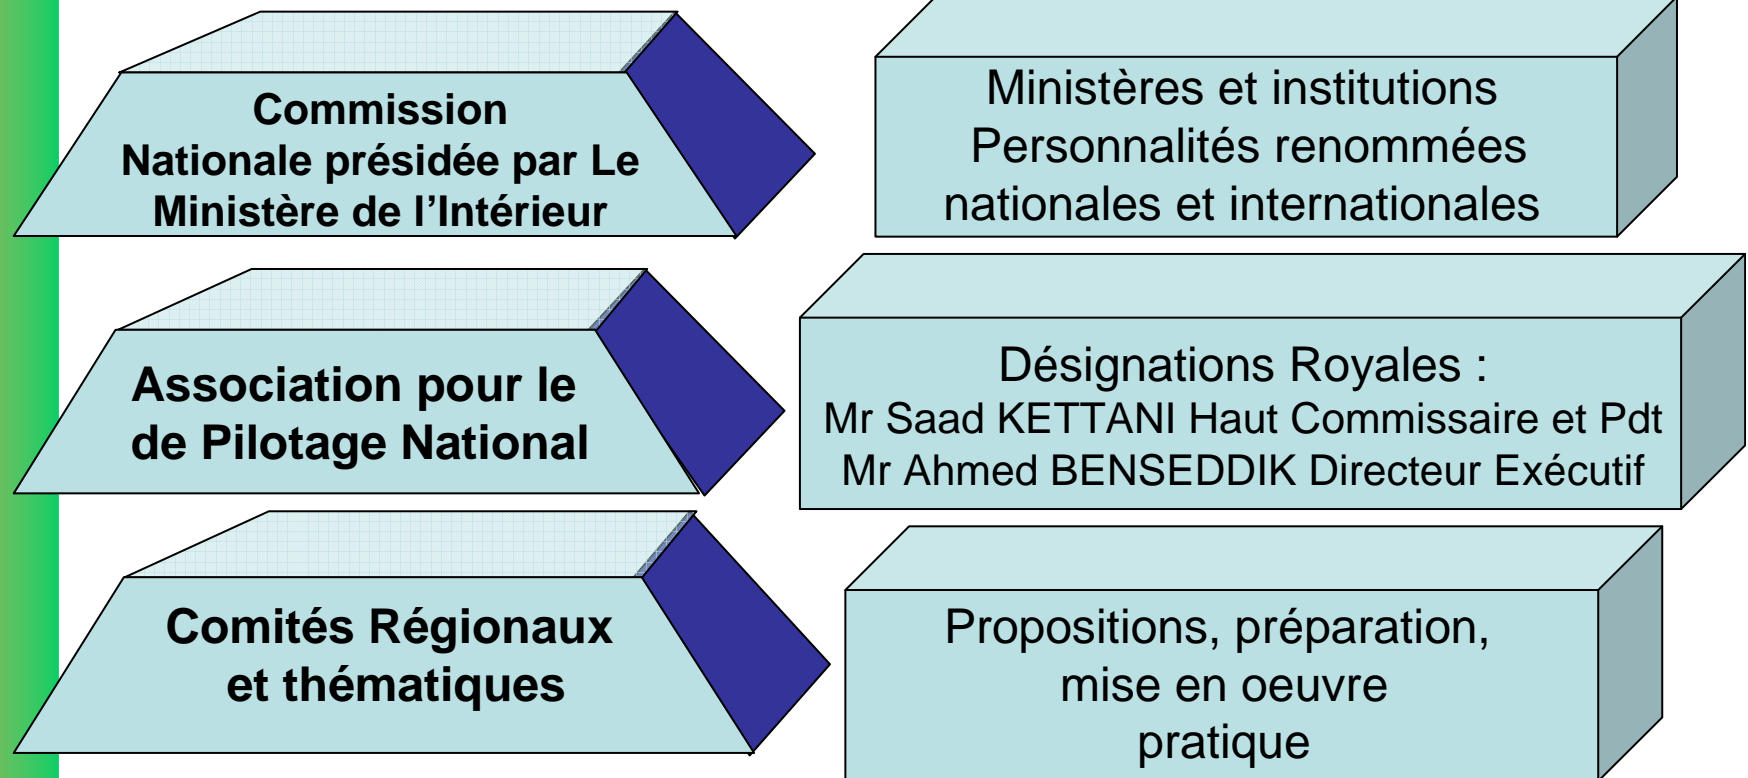 Commission
Nationale présidée par Le
Ministère de l’Intérieur
Ministères et institutions
Personnalités renommées
nationales et internationales
Association pour le
de Pilotage National
Désignations Royales :
Mr Saad KETTANI Haut Commissaire et Pdt
Mr Ahmed BENSEDDIK Directeur Exécutif
Comités Régionaux
et thématiques
Propositions, préparation,
mise en oeuvre
pratique